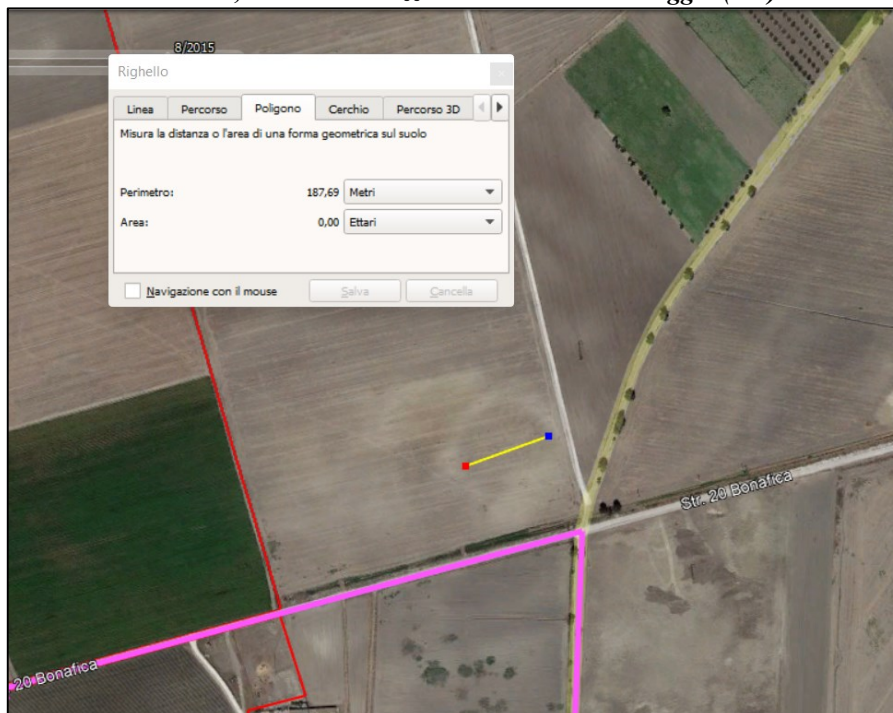 8/2015
Righello
Linea Percorso Poligono Cerchio Percorso 3D
Misura la distanza o l'area di una forma geometrica sul suolo
Perimetro: 187,69 Metri
Area: 0,00 Ettari
Navigazione con il mouse Salva Cancella
Str. 20 Bonafica
20 Bonafica